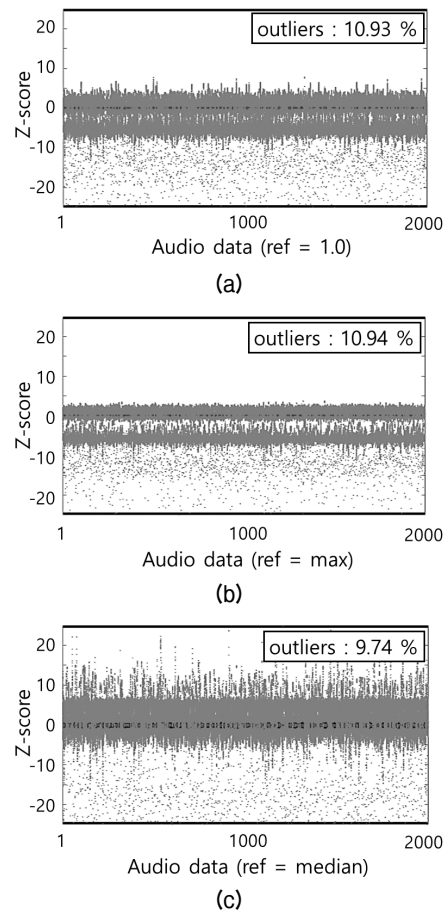 outliers : 10.93 %
20
10
0
-10
-20
Z-score
1 1000 2000
Audio data (ref = 1.0)
(a)
outliers : 10.94 %
20
10
0
-10
-20
Z-score
1 1000 2000
Audio data (ref = max)
(b)
outliers : 9.74 %
20
10
0
-10
-20
Z-score
1 1000 2000
Audio data (ref = median)
(c)